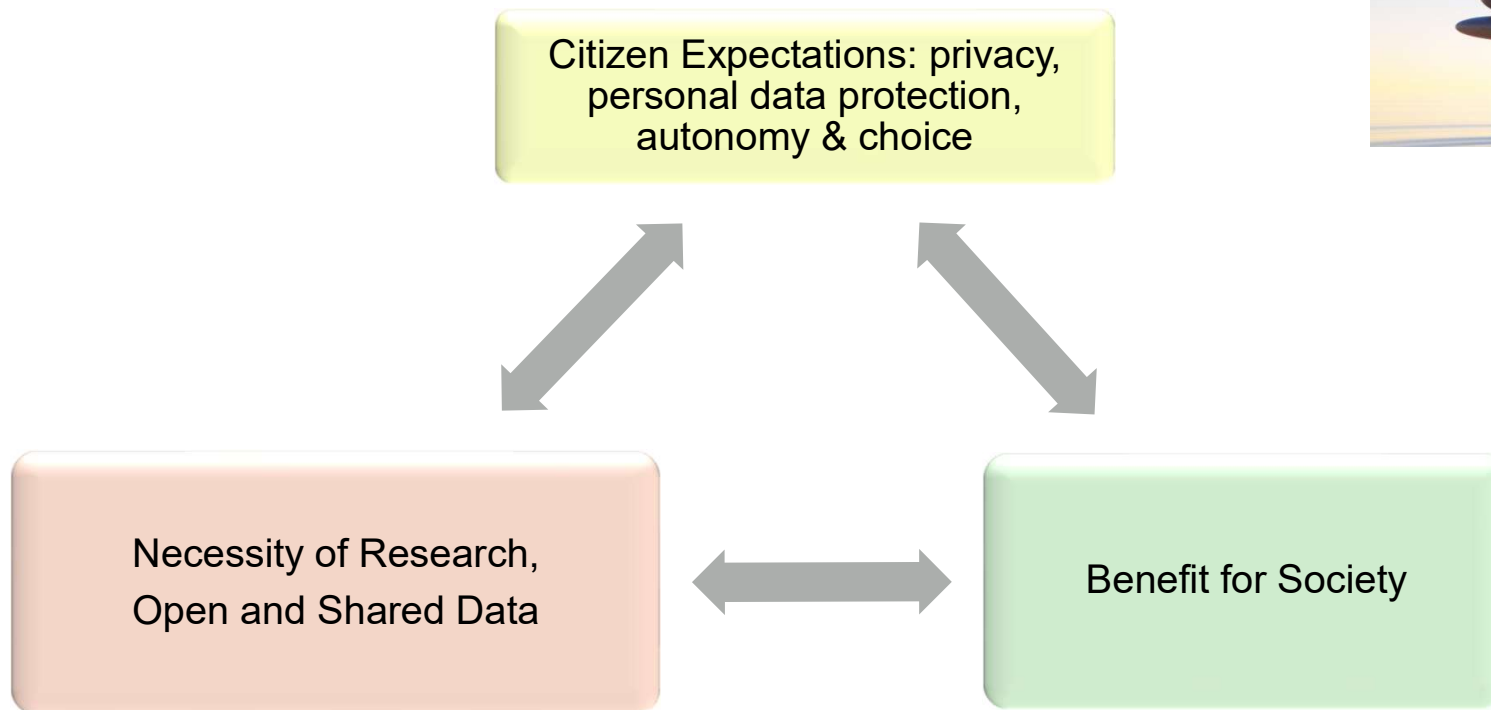 Citizen Expectations: privacy,
personal data protection,
autonomy & choice
Necessity of Research,
Open and Shared Data
Benefit for Society